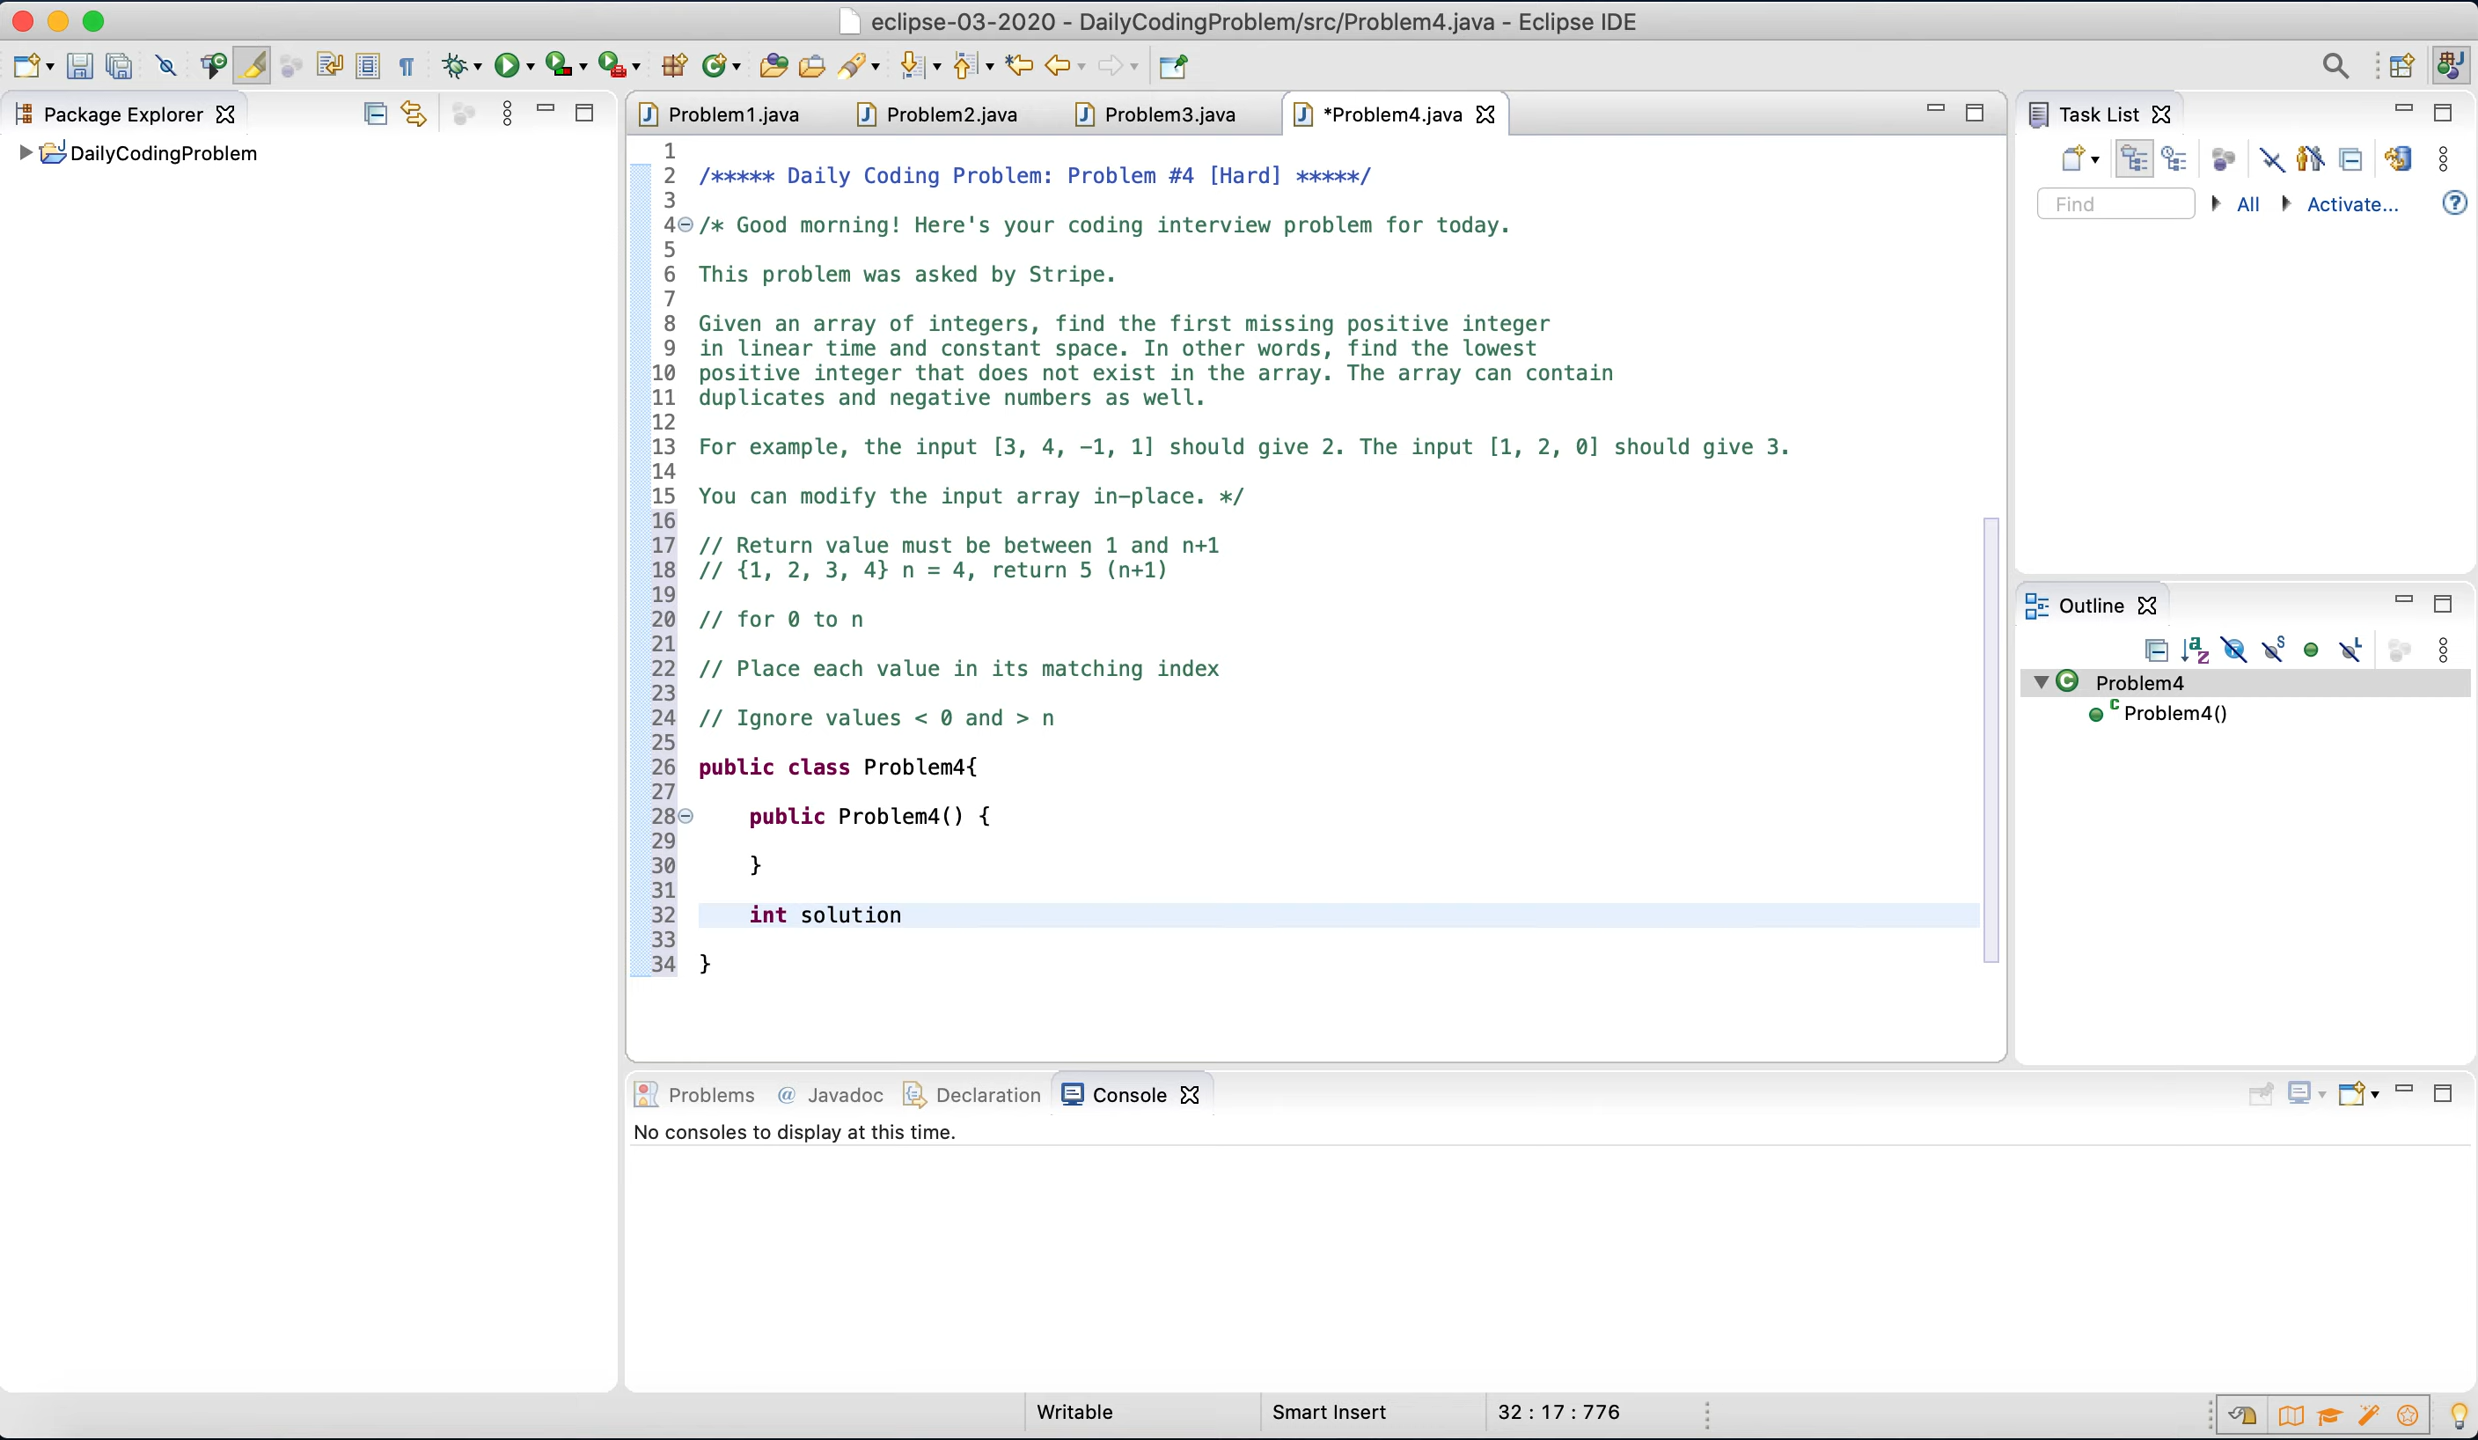 eclipse-03-2020 - DailyCodingProblem/src/Problem4.java - Eclipse IDE
Package Explorer
DailyCodingProblem
Problem1.java Problem2.java Problem3.java *Problem4.java
1
2 /***** Daily Coding Problem: Problem #4 [Hard] *****/
3
4 /* Good morning! Here's your coding interview problem for today.
5
6 This problem was asked by Stripe.
7
8 Given an array of integers, find the first missing positive integer
9 in linear time and constant space. In other words, find the lowest
10 positive integer that does not exist in the array. The array can contain
11 duplicates and negative numbers as well.
12
13 For example, the input [3, 4, -1, 1] should give 2. The input [1, 2, 0] should give 3.
14
15 You can modify the input array in-place. */
16
17 // Return value must be between 1 and n+1
18 // {1, 2, 3, 4} n = 4, return 5 (n+1)
19
20 // for 0 to n
21
22 // Place each value in its matching index
23
24 // Ignore values < 0 and > n
25
26 public class Problem4{
27
28 public Problem4() {
29
30 }
31
32 int solution
33
34 }
Task List
Find All Activate...
Outline
Problem4
Problem4()
Problems Javadoc Declaration Console
No consoles to display at this time.
Writable Smart Insert 32 : 17 : 776